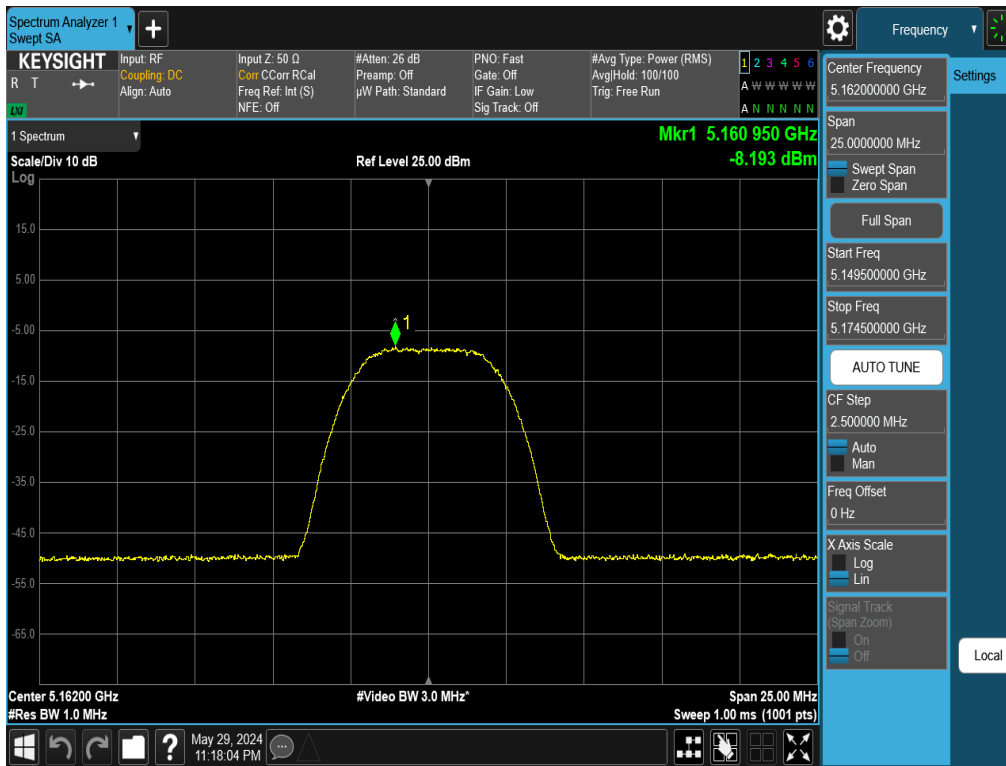 Spectrum Analyzer 1
Swept SA
+
Frequency
KEYSIGHT
R T
LXI
Input: RF
Coupling: DC
Align: Auto
Input Z: 50 Ω
Corr CCorr RCal
Freq Ref: Int (S)
NFE: Off
#Atten: 26 dB
Preamp: Off
µW Path: Standard
PNO: Fast
Gate: Off
IF Gain: Low
Sig Track: Off
#Avg Type: Power (RMS)
Avg|Hold: 100/100
Trig: Free Run
1 2 3 4 5 6
A W W W W W
A N N N N N
1 Spectrum
Mkr1 5.160 950 GHz
Scale/Div 10 dB
Ref Level 25.00 dBm
-8.193 dBm
Log
15.0
5.00
-5.00
1
-15.0
-25.0
-35.0
-45.0
-55.0
-65.0
Center 5.16200 GHz
#Video BW 3.0 MHz*
Span 25.00 MHz
#Res BW 1.0 MHz
Sweep 1.00 ms (1001 pts)
?
May 29, 2024
11:18:04 PM
Center Frequency
5.162000000 GHz
Settings
Span
25.0000000 MHz
Swept Span
Zero Span
Full Span
Start Freq
5.149500000 GHz
Stop Freq
5.174500000 GHz
AUTO TUNE
CF Step
2.500000 MHz
Auto
Man
Freq Offset
0 Hz
X Axis Scale
Log
Lin
Signal Track
(Span Zoom)
On
Off
Local